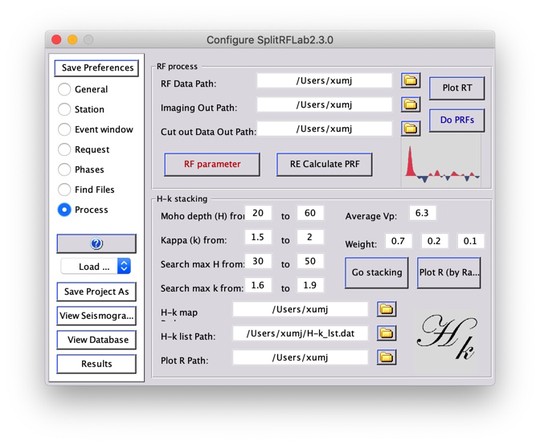 Configure SplitRFLab2.3.0
Save Preferences
General
Station
Event window
Request
Phases
Find Files
Process
?
Load ...
Save Project As
View Seismogra...
View Database
Results
RF process
RF Data Path: /Users/xumj
Imaging Out Path: /Users/xumj
Cut out Data Out Path: /Users/xumj
Plot RT
Do PRFs
RF parameter
RE Calculate PRF
H-k stacking
Moho depth (H) from: 20 to 60
Kappa (k) from: 1.5 to 2
Search max H from: 30 to 50
Search max k from: 1.6 to 1.9
Average Vp: 6.3
Weight: 0.7 0.2 0.1
Go stacking
Plot R (by Ra...
H-k map /Users/xumj
H-k list Path: /Users/xumj/H-k_lst.dat
Plot R Path: /Users/xumj
Hk